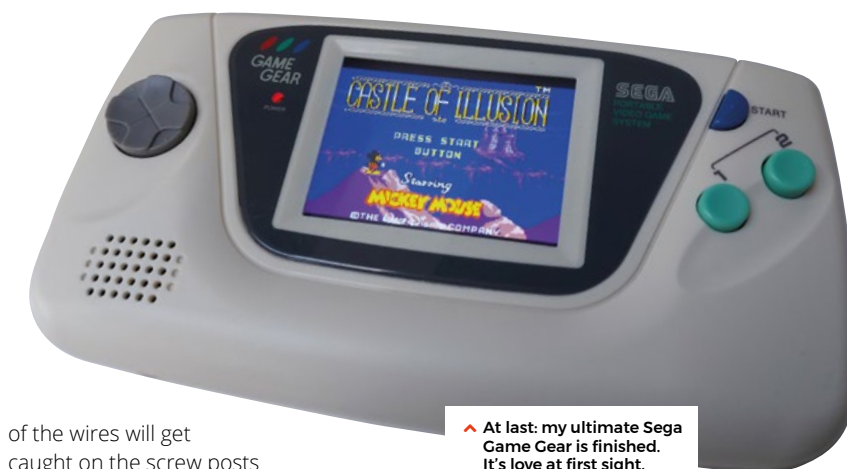 GAME
GEAR
POWER
TM
CASTLE OF ILLUSION
PRESS START
BUTTON
Starring
MICKEY MOUSE
©THE COMPANY
SEGA
PORTABLE
VIDEO GAME
SYSTEM
START
2
1
of the wires will get
caught on the screw posts
At last: my ultimate Sega
Game Gear is finished.
It's love at first sight.